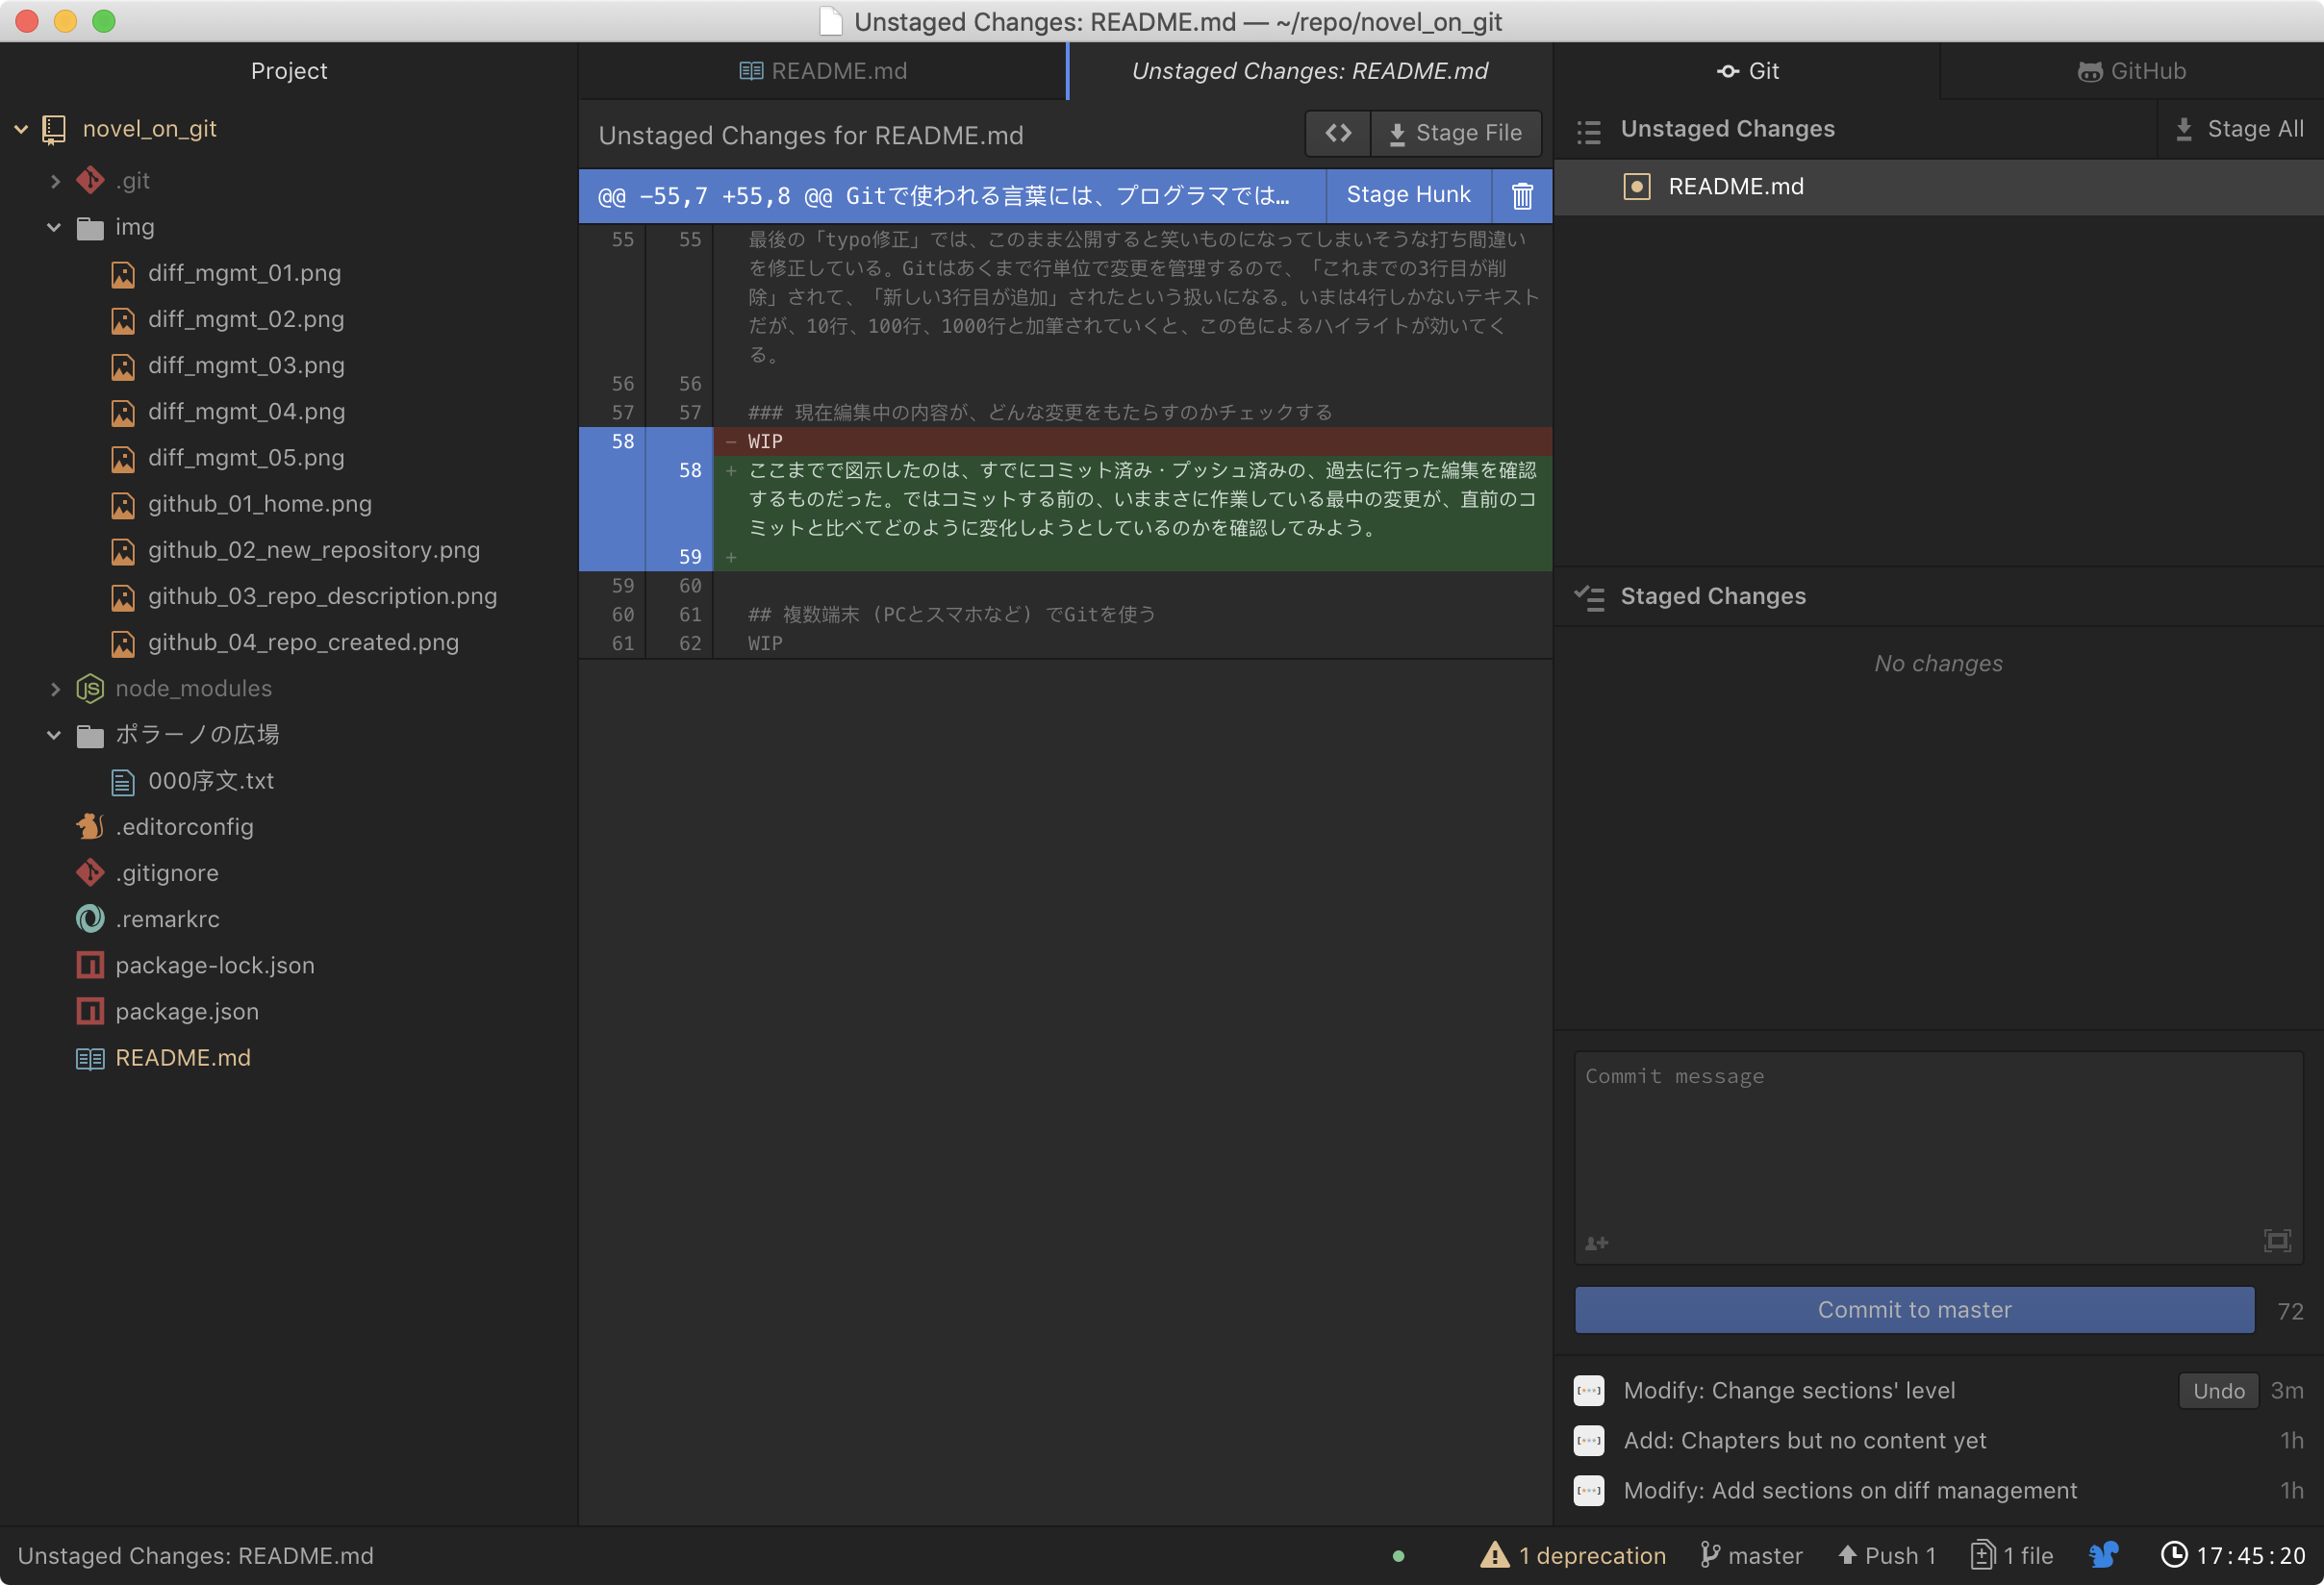 Unstaged Changes: README.md — ~/repo/novel_on_git
Project
novel_on_git
.git
img
diff_mgmt_01.png
diff_mgmt_02.png
diff_mgmt_03.png
diff_mgmt_04.png
diff_mgmt_05.png
github_01_home.png
github_02_new_repository.png
github_03_repo_description.png
github_04_repo_created.png
node_modules
ポラーノの広場
000序文.txt
.editorconfig
.gitignore
.remarkrc
package-lock.json
package.json
README.md
README.md
Unstaged Changes: README.md
Unstaged Changes for README.md
Stage File
@@ -55,7 +55,8 @@ Gitで使われる言葉には、プログラマでは…
Stage Hunk
55 55 最後の「typo修正」では、このまま公開すると笑いものになってしまいそうな打ち間違い
を修正している。Gitはあくまで行単位で変更を管理するので、「これまでの3行目が削
除」されて、「新しい3行目が追加」されたという扱いになる。いまは4行しかないテキスト
だが、10行、100行、1000行と加筆されていくと、この色によるハイライトが効いてく
る。
56 56
57 57 ### 現在編集中の内容が、どんな変更をもたらすのかチェックする
58 - WIP
58 + ここまでで図示したのは、すでにコミット済み・プッシュ済みの、過去に行った編集を確認
するものだった。ではコミットする前の、いままさに作業している最中の変更が、直前のコ
ミットと比べてどのように変化しようとしているのかを確認してみよう。
59 +
59 60
60 61 ## 複数端末 (PCとスマホなど) でGitを使う
61 62 WIP
Git
GitHub
Unstaged Changes
Stage All
README.md
Staged Changes
No changes
Commit message
Commit to master
72
Modify: Change sections' level
Undo
3m
Add: Chapters but no content yet
1h
Modify: Add sections on diff management
1h
Unstaged Changes: README.md
1 deprecation
master
Push 1
1 file
17:45:20